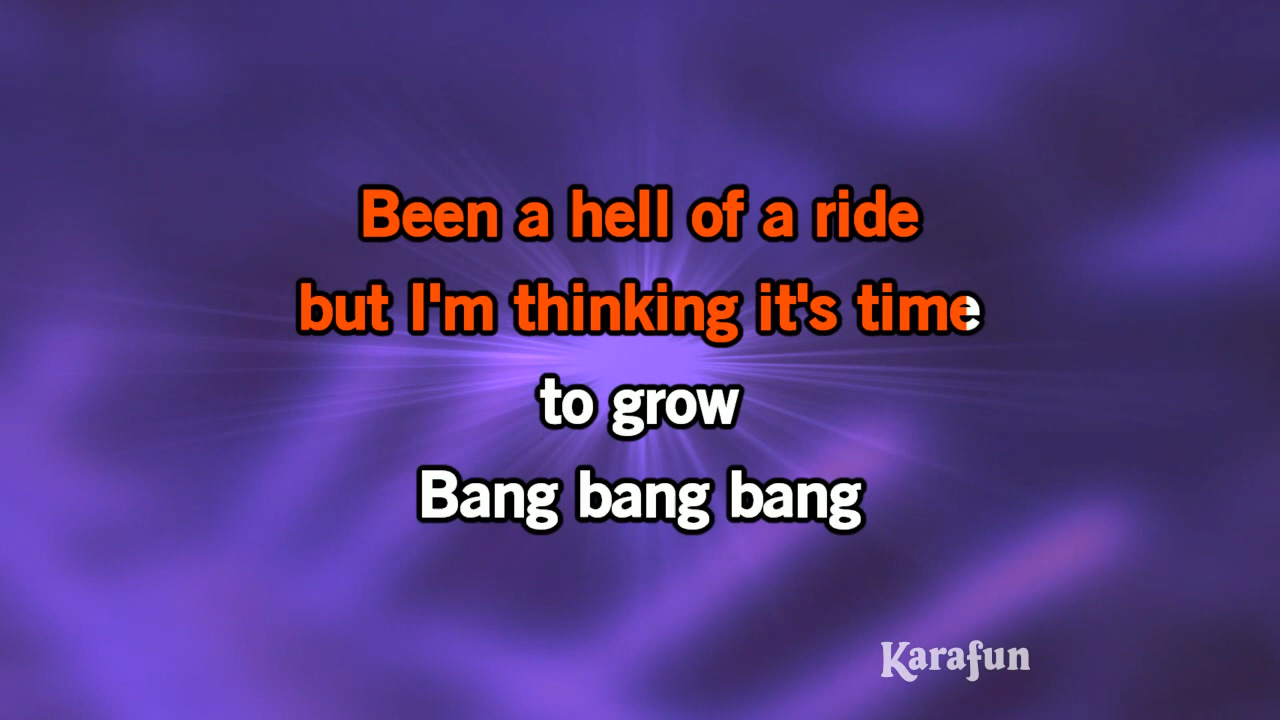 Been a hell of a ride
but I'm thinking it's time
to grow
Bang bang bang
Karafun